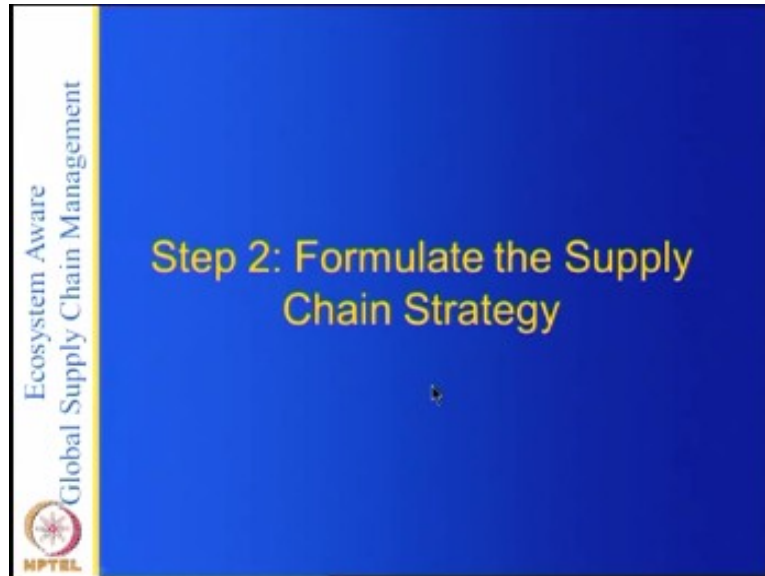 Ecosystem Aware
Global Supply Chain Management
Step 2: Formulate the Supply
Chain Strategy
NPTEL